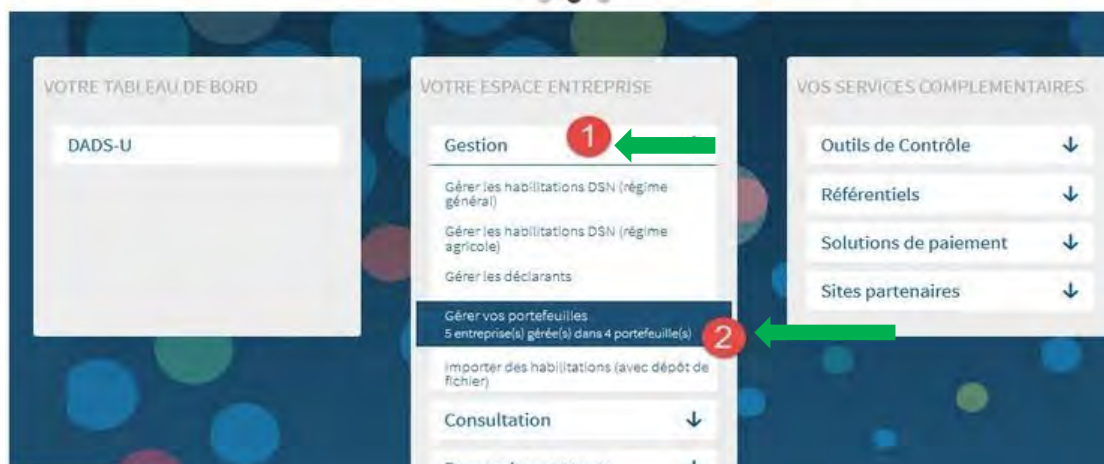 VOTRE TABLEAU DE BORD
DADS-U
VOTRE ESPACE ENTREPRISE
Gestion
1
Gérer les habilitations DSN (régime
général)
Gérer les habilitations DSN (régime
agricole)
Gérer les déclarants
Gérer vos portefeuilles
5 entreprise(s) gérée(s) dans 4 portefeuille(s)
2
Importer des habilitations (avec dépôt de
fichier)
Consultation
VOS SERVICES COMPLEMENTAIRES
Outils de Contrôle
Référentiels
Solutions de paiement
Sites partenaires